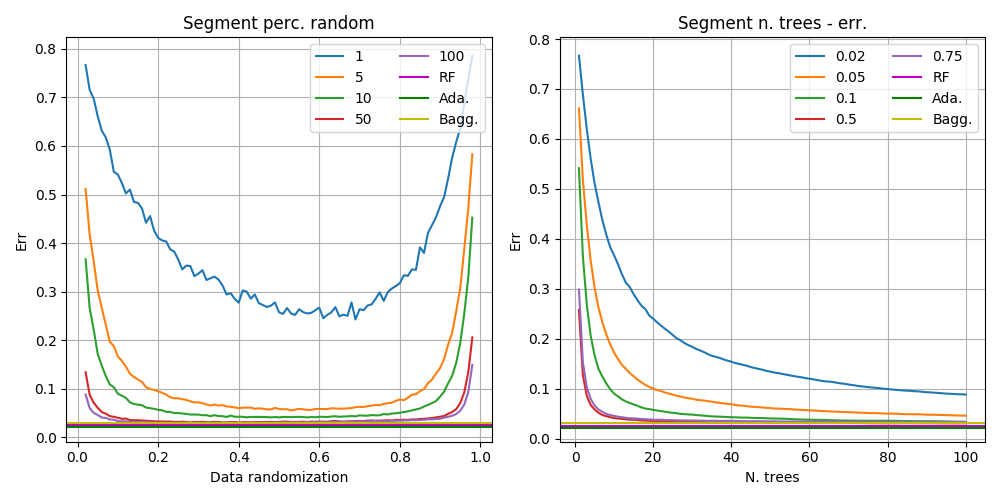 Segment perc. random
Err
0.8
0.7
0.6
0.5
0.4
0.3
0.2
0.1
0.0
0.0 0.2 0.4 0.6 0.8 1.0
Data randomization
1 100
5 RF
10 Ada.
50 Bagg.
Segment n. trees - err.
Err
0.8
0.7
0.6
0.5
0.4
0.3
0.2
0.1
0.0
0 20 40 60 80 100
N. trees
0.02 0.75
0.05 RF
0.1 Ada.
0.5 Bagg.